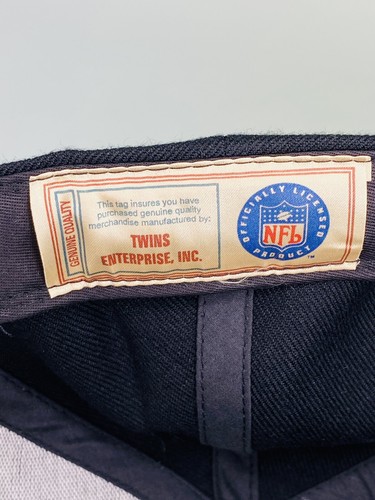 GENUINE QUALITY
This tag insures you have
purchased genuine quality
merchandise manufactured by:
TWINS
ENTERPRISE, INC.
OFFICIALLY LICENSED
NFL
PRODUCT
™